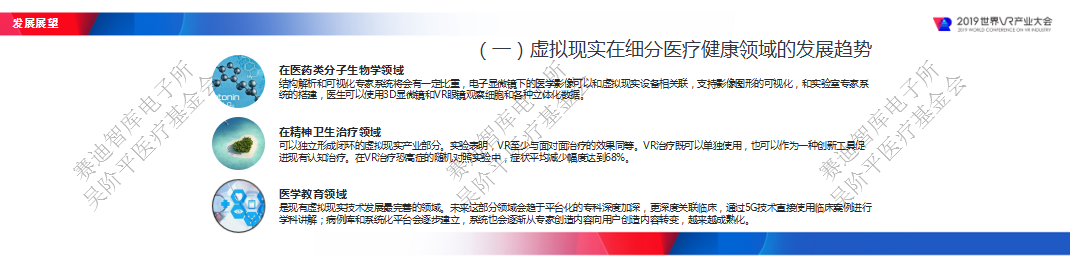 发展展望
2019世界VR产业大会
2019 WORLD CONFERENCE ON VR INDUSTRY
（一）虚拟现实在细分医疗健康领域的发展趋势
在医药类分子生物学领域
结构解析和可视化专家系统将会有一定比重，电子显微镜下的医学影像可以和虚拟现实设备相关联，支持影像图形的可视化，和实验室专家系
统的搭建，医生可以使用3D显微镜和VR眼镜观察细胞和各种立体化数据。
在精神卫生治疗领域
可以独立形成闭环的虚拟现实产业部分。实验表明，VR至少与面对面治疗的效果同等。VR治疗既可以单独使用，也可以作为一种创新工具促
进现有认知治疗。在VR治疗恐高症的随机对照实验中，症状平均减少幅度达到68%。
医学教育领域
是现有虚拟现实技术发展最完善的领域。未来这部分领域会趋于平台化的专科深度加深，更深度关联临床，通过5G技术直接使用临床案例进行
学科讲解；病例库和系统化平台会逐步建立，系统也会逐渐从专家创造内容向用户创造内容转变，越来越成熟化。
赛迪智库电子所
吴阶平医疗基金会
赛迪智库电子所
吴阶平医疗基金会
赛迪智库电子所
吴阶平医疗基金会